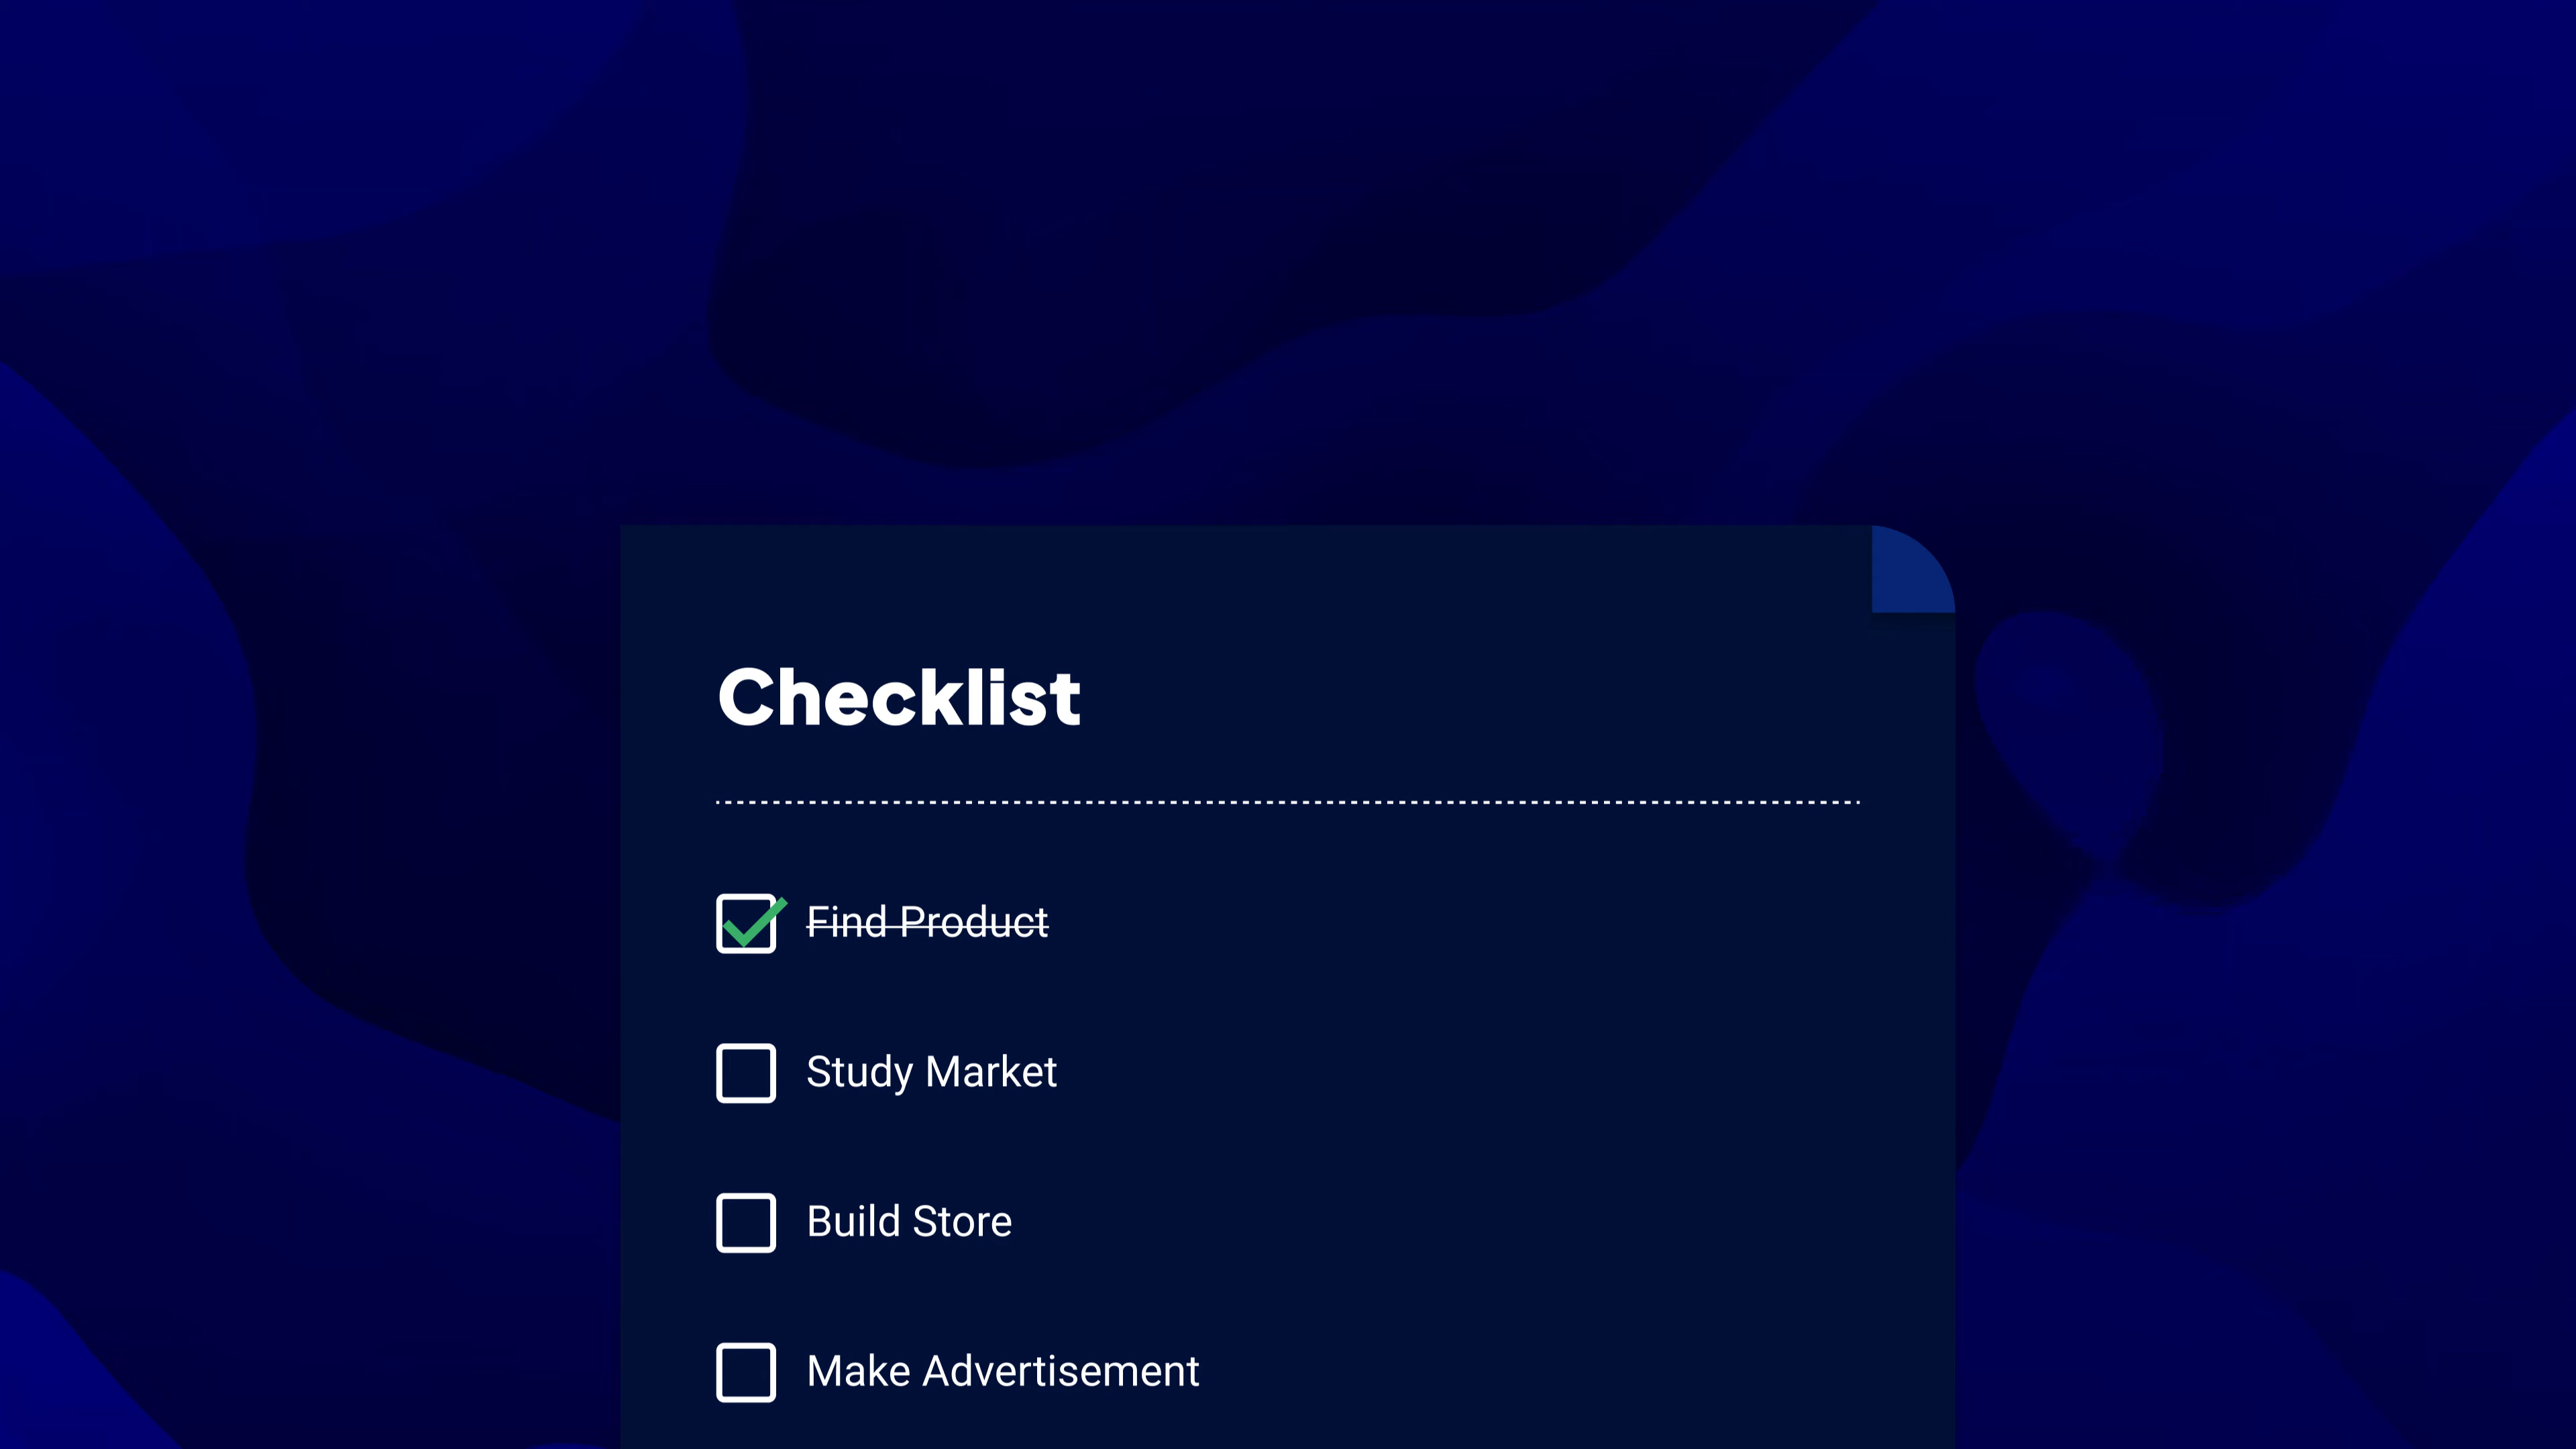 Checklist
Find Product
Study Market
Build Store
Make Advertisement